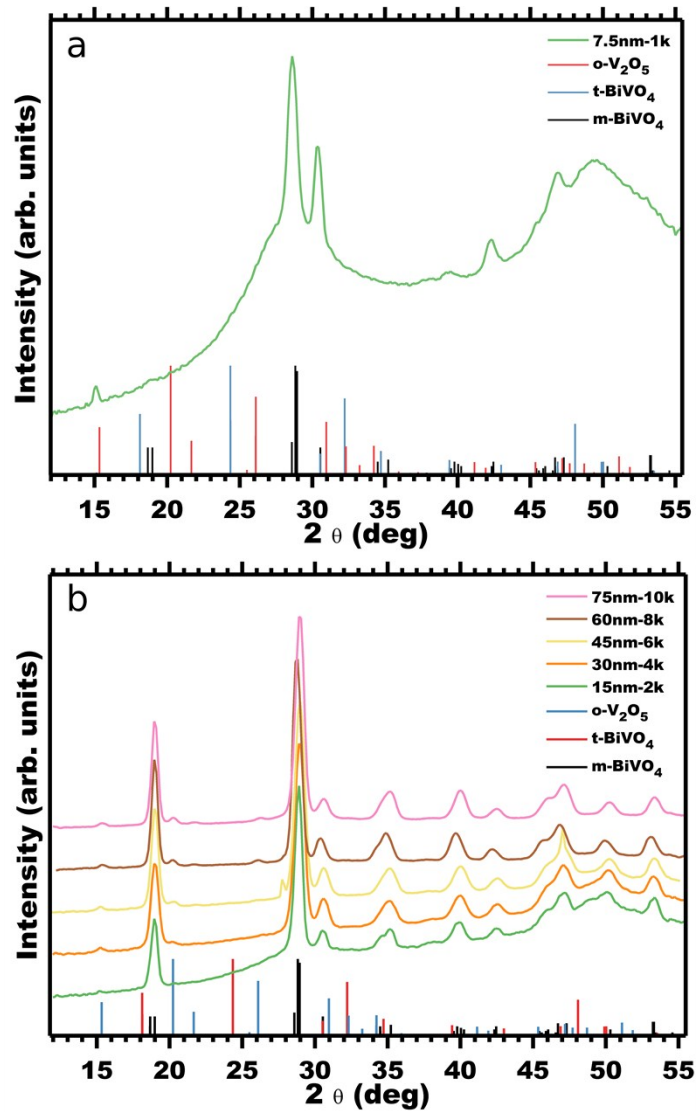 a
7.5nm-1k
o-V₂O₅
t-BiVO₄
m-BiVO₄
Intensity (arb. units)
15 20 25 30 35 40 45 50 55
2 θ (deg)
b
75nm-10k
60nm-8k
45nm-6k
30nm-4k
15nm-2k
o-V₂O₅
t-BiVO₄
m-BiVO₄
Intensity (arb. units)
15 20 25 30 35 40 45 50 55
2 θ (deg)